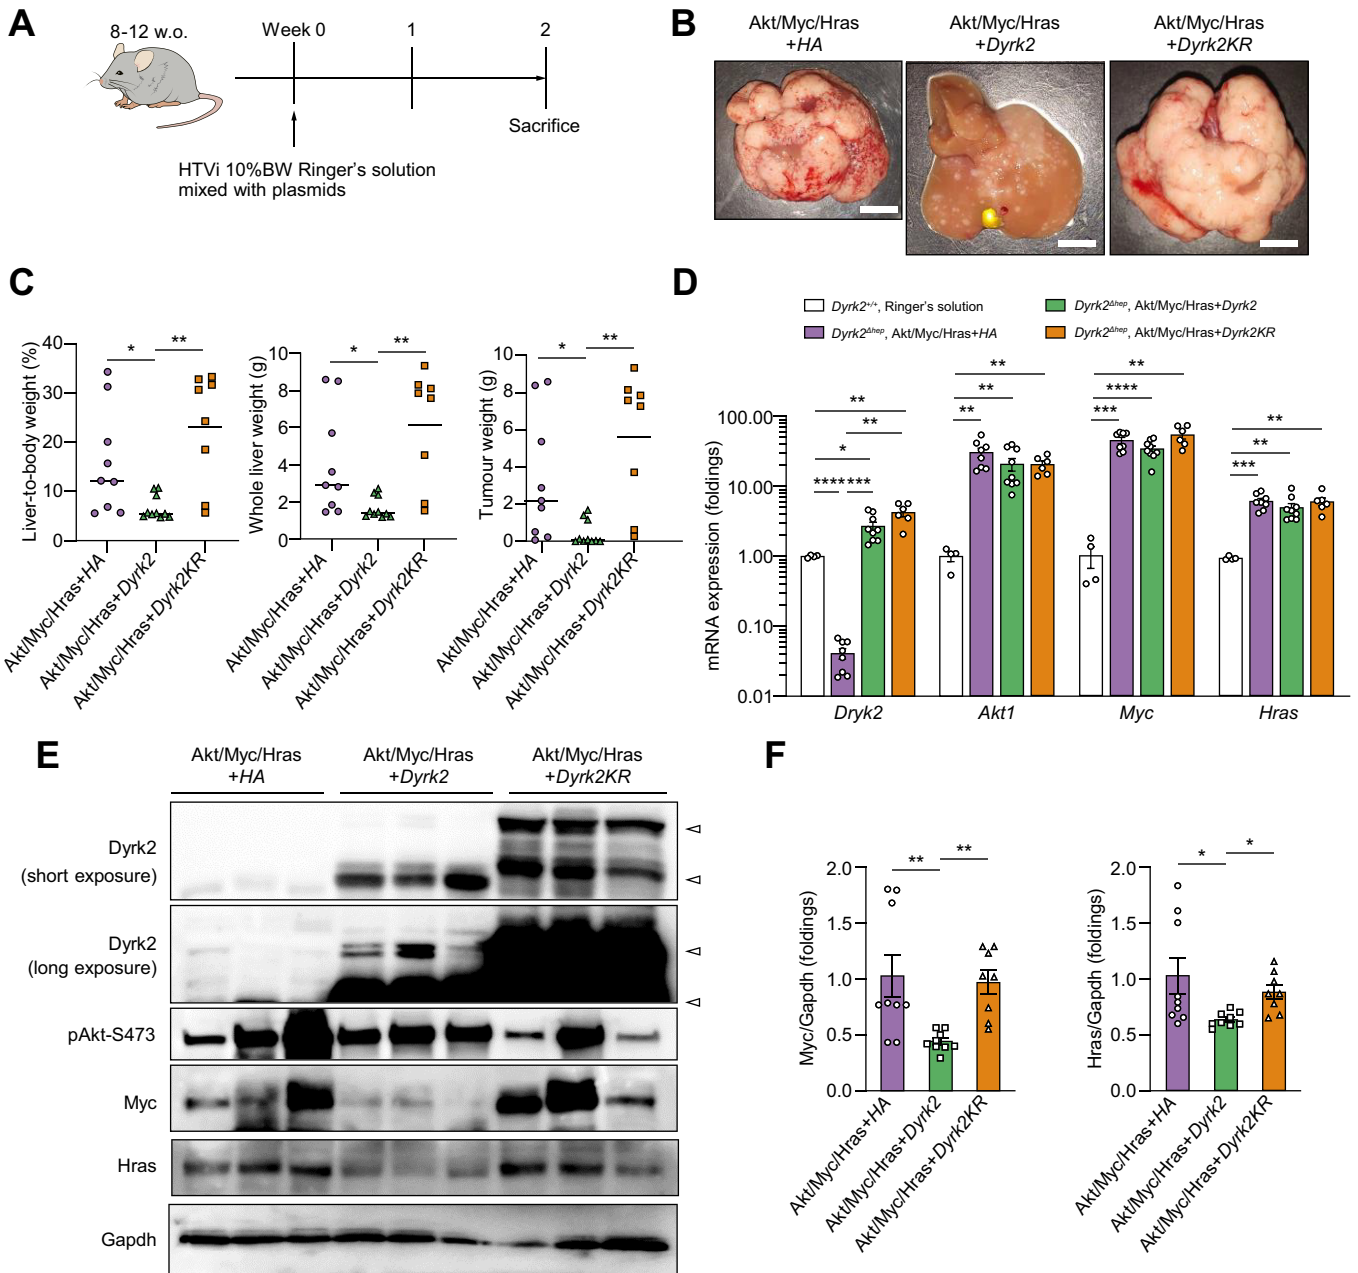 A
8-12 w.o.
Week 0
1
2
Sacrifice
HTVi 10%BW Ringer's solution
mixed with plasmids
B
Akt/Myc/Hras
+HA
Akt/Myc/Hras
+Dyrk2
Akt/Myc/Hras
+Dyrk2KR
C
Liver-to-body weight (%)
40
30
20
10
0
*
**
Akt/Myc/Hras+HA
Akt/Myc/Hras+Dyrk2
Akt/Myc/Hras+Dyrk2KR
Whole liver weight (g)
10
8
6
4
2
0
*
**
Akt/Myc/Hras+HA
Akt/Myc/Hras+Dyrk2
Akt/Myc/Hras+Dyrk2KR
Tumour weight (g)
10
8
6
4
2
0
*
**
Akt/Myc/Hras+HA
Akt/Myc/Hras+Dyrk2
Akt/Myc/Hras+Dyrk2KR
D
Dyrk2+/+, Ringer's solution
Dyrk2Δhep, Akt/Myc/Hras+HA
Dyrk2Δhep, Akt/Myc/Hras+Dyrk2
Dyrk2Δhep, Akt/Myc/Hras+Dyrk2KR
mRNA expression (foldings)
100.00
10.00
1.00
0.10
0.01
**
**
*
**** ***
**
**
**
**
****
***
**
**
***
Dryk2
Akt1
Myc
Hras
E
Akt/Myc/Hras
+HA
Akt/Myc/Hras
+Dyrk2
Akt/Myc/Hras
+Dyrk2KR
Dyrk2
(short exposure)
Dyrk2
(long exposure)
pAkt-S473
Myc
Hras
Gapdh
F
Myc/Gapdh (foldings)
2.0
1.5
1.0
0.5
0.0
**
**
Akt/Myc/Hras+HA
Akt/Myc/Hras+Dyrk2
Akt/Myc/Hras+Dyrk2KR
Hras/Gapdh (foldings)
2.0
1.5
1.0
0.5
0.0
*
*
Akt/Myc/Hras+HA
Akt/Myc/Hras+Dyrk2
Akt/Myc/Hras+Dyrk2KR